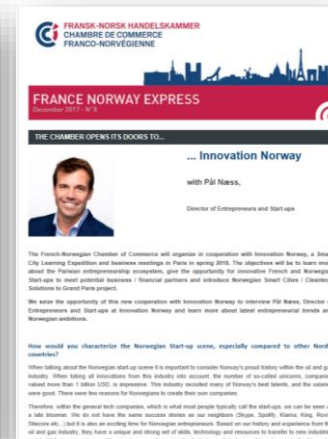 FRANSK-NORSK HANDELSKAMMER
CHAMBRE DE COMMERCE
FRANCO-NORVÉGIENNE
FRANCE NORWAY EXPRESS
December 2017 - N°8
THE CHAMBER OPENS ITS DOORS TO...
... Innovation Norway
with Pål Næss,
Director of Entrepreneurs and Start-ups
The French-Norwegian Chamber of Commerce will organize in cooperation with Innovation Norway, a Smar
City Learning Expedition and business meetings in Paris in spring 2018. The objectives will be to learn mor
about the Parisian entrepreneurship ecosystem, give the opportunity for innovative French and Norwegia
Start-ups to meet potential business / financial partners and introduce Norwegian Smart Cities / Cleantec
Solutions to Grand Paris project.
We seize the opportunity of this new cooperation with Innovation Norway to interview Pål Næss, Director o
Entrepreneurs and Start-ups at Innovation Norway and learn more about latest entrepreneurial trends an
Norwegian ambitions.
How would you characterize the Norwegian Start-up scene, especially compared to other Nordi
countries?
When talking about the Norwegian start-up scene it is important to consider Norway's proud history within the oil and ga
industry. When taking all innovations from this industry into account, the number of so-called unicorns, compani
valued more than 1 billion USD, is impressive. This industry recruited many of Norway's best talents, and the salari
were good. There were few reasons for Norwegians to create their own companies.
Therefore, within the general tech companies, which is what most people typically call the start-ups, we can be seen a
a late bloomer. We do not have the same success stories as our neighbors (Skype, Spotify, Klarna, King, Rovi
Sitecore etc. ) but it is also an exciting time for Norwegian entrepreneurs. Based on our history and experience from th
oil and gas industry, they have a unique and strong set of skills, technology and resources to transfer to new industrie